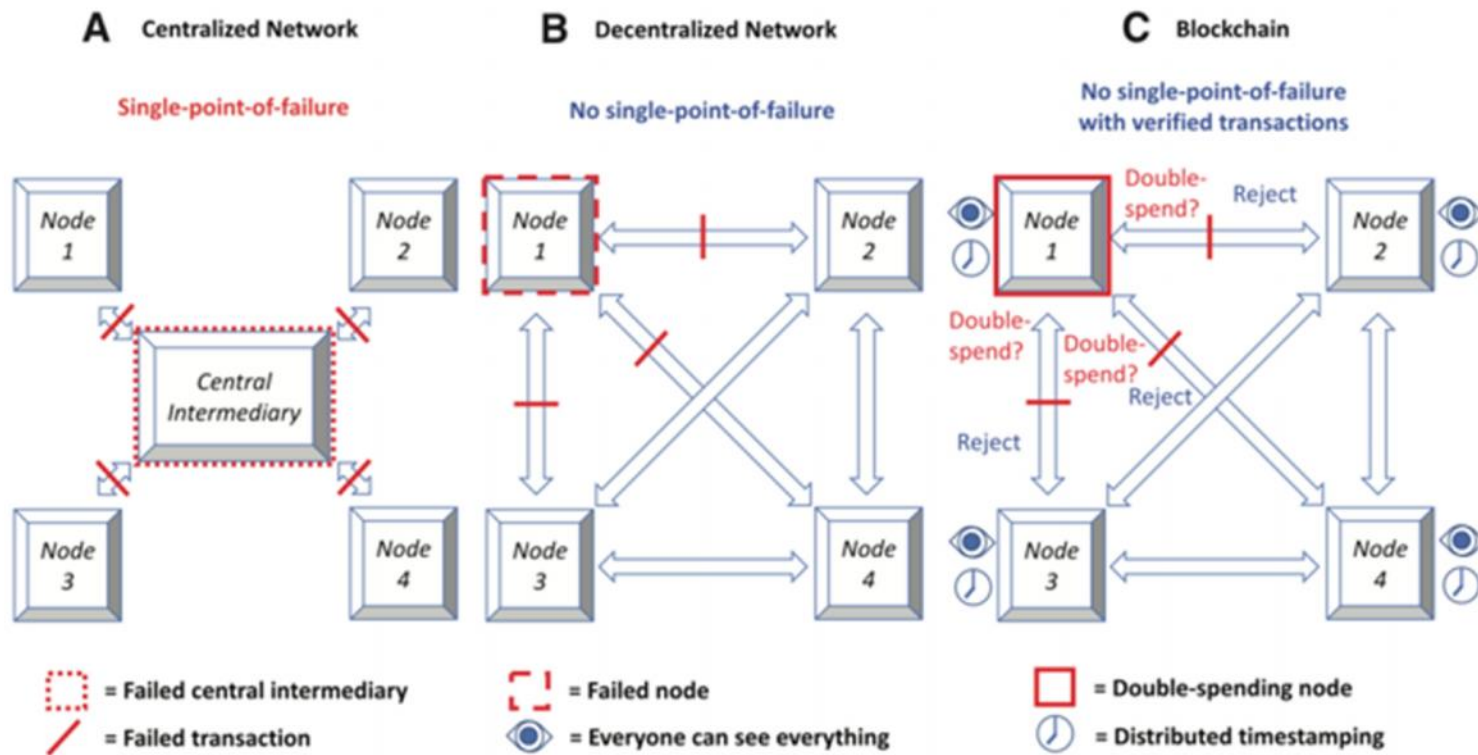 A Centralized Network
Single-point-of-failure
Node
1
Node
2
Central
Intermediary
Node
3
Node
4
B Decentralized Network
No single-point-of-failure
Node
1
Node
2
Node
3
Node
4
C Blockchain
No single-point-of-failure
with verified transactions
Node
1
Double-
spend?
Reject
Node
2
Double-
spend?
Double-
spend?
Reject
Reject
Node
3
Node
4
= Failed central intermediary
= Failed transaction
= Failed node
= Everyone can see everything
= Double-spending node
= Distributed timestamping